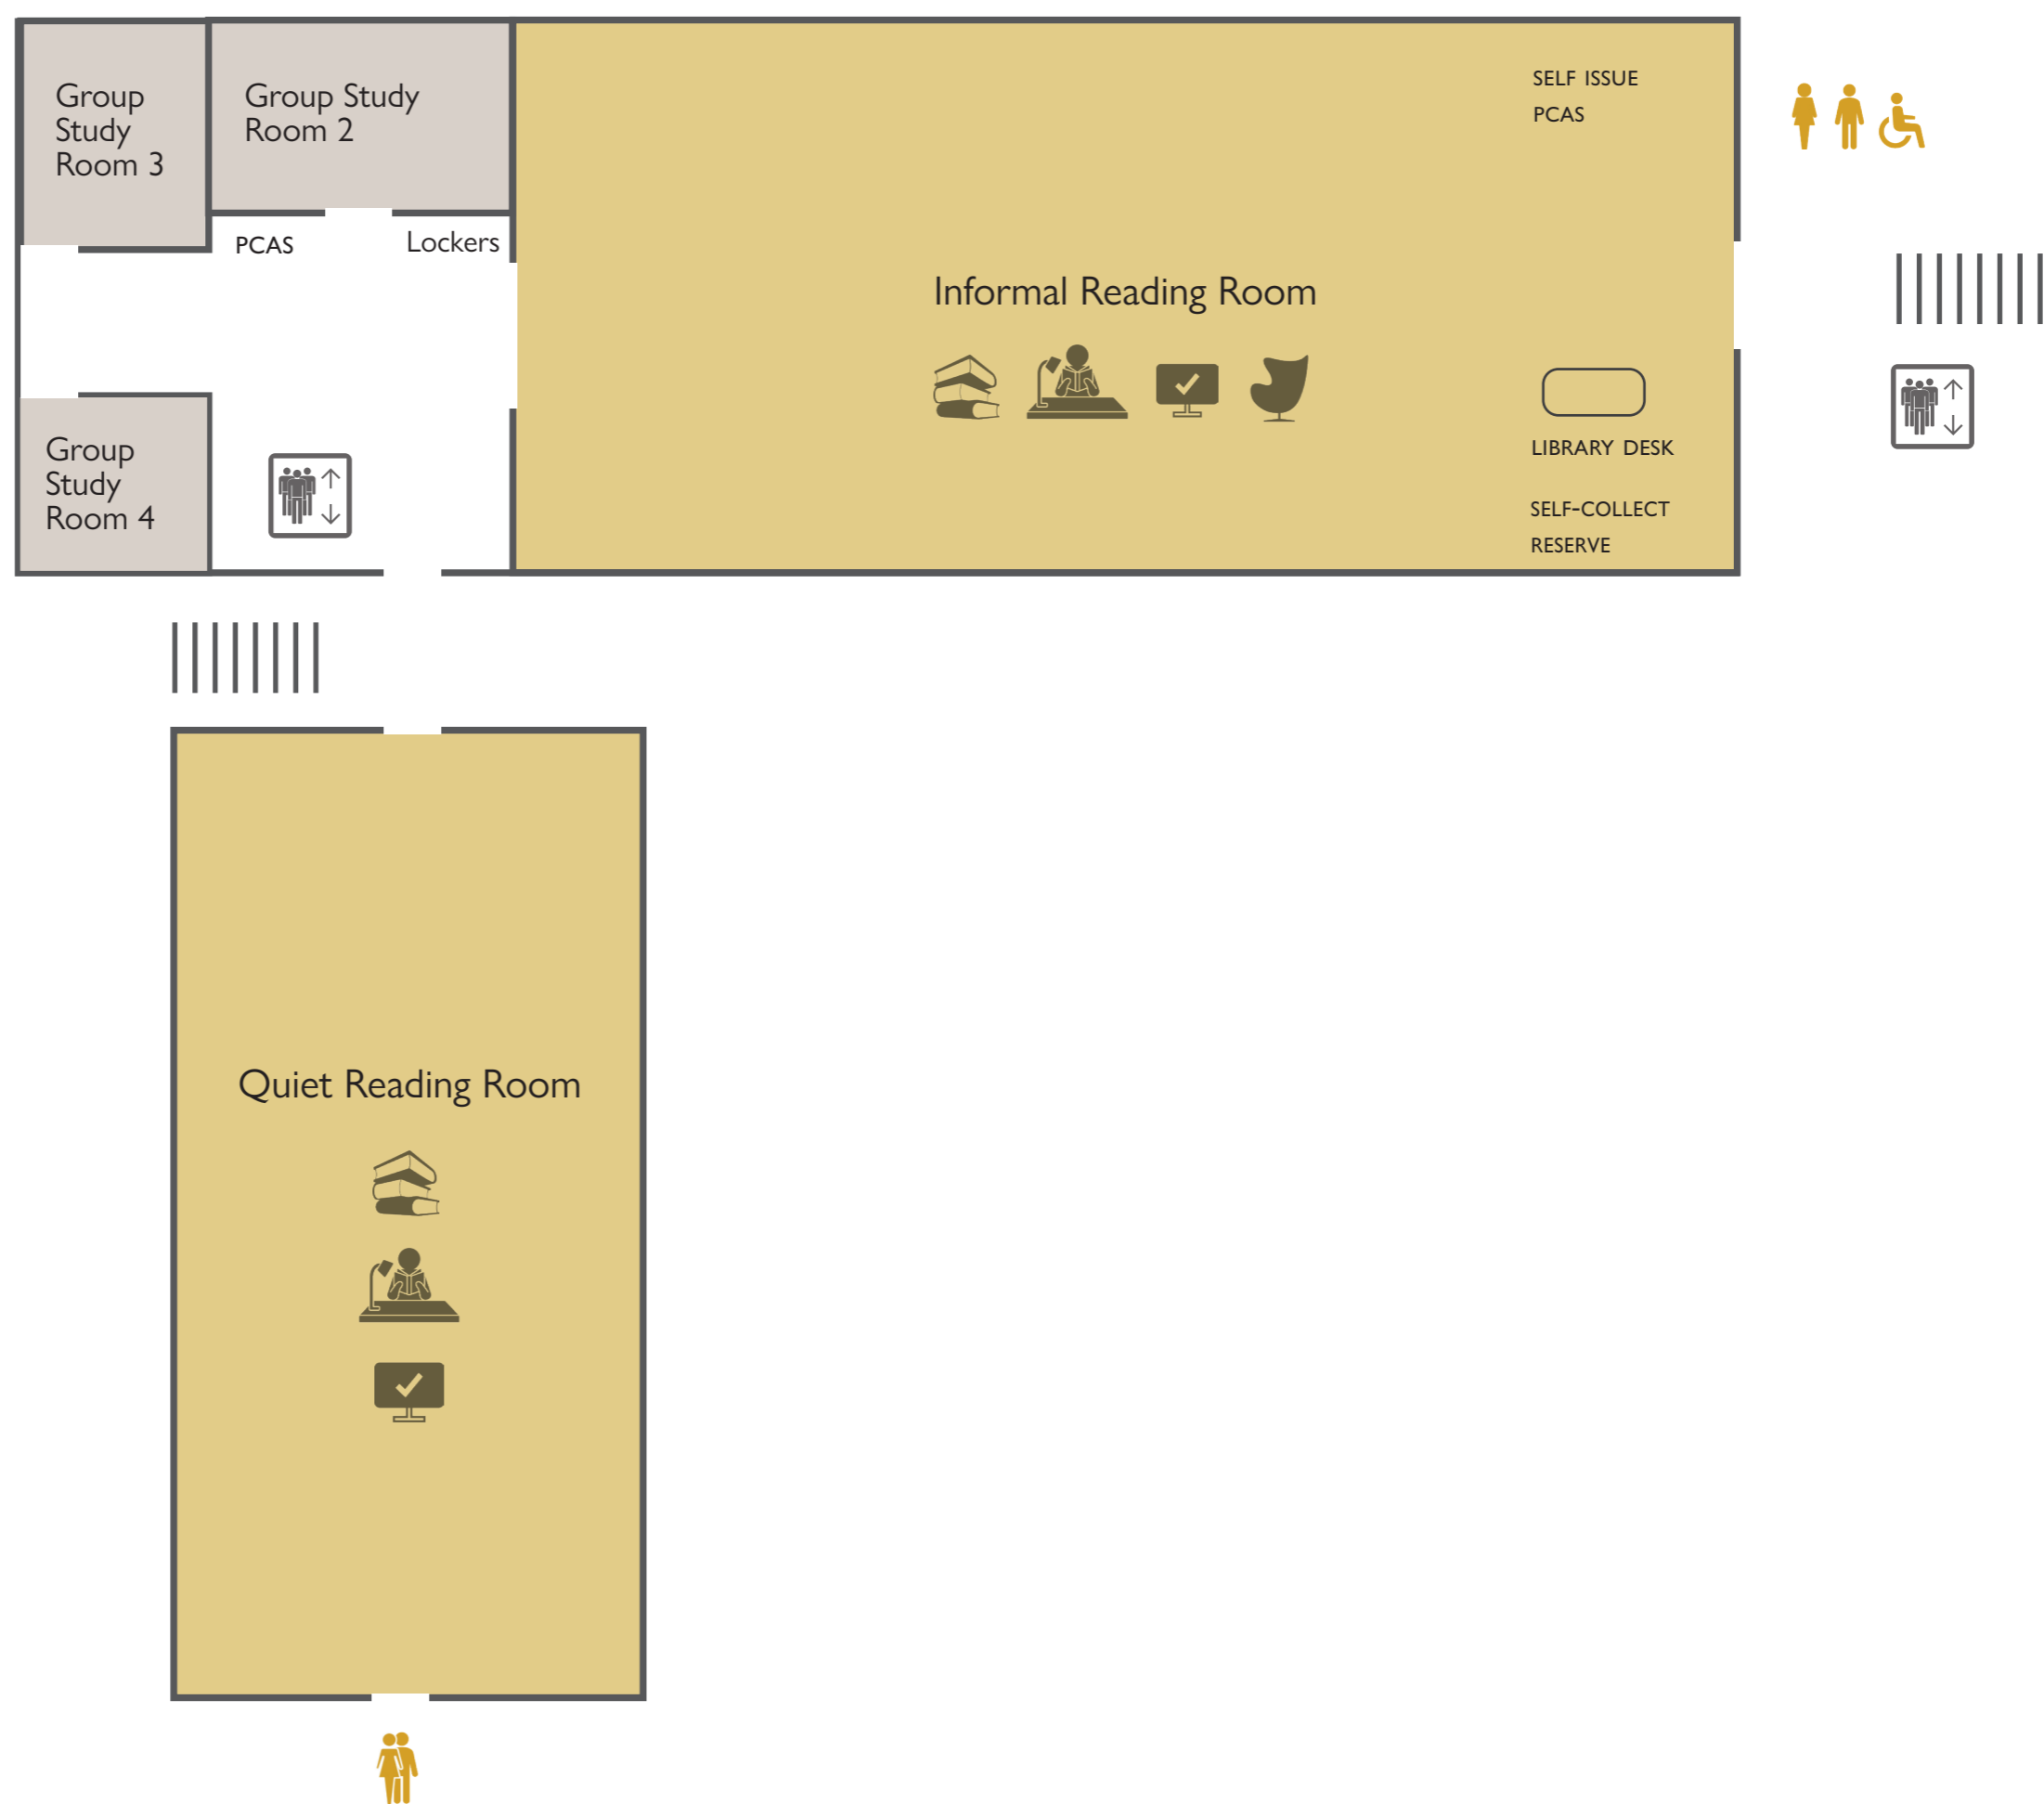 Group
Study
Room 3
Group Study
Room 2
SELF ISSUE
PCAS
PCAS
Lockers
Informal Reading Room
LIBRARY DESK
Group
Study
Room 4
SELF-COLLECT
RESERVE
Quiet Reading Room